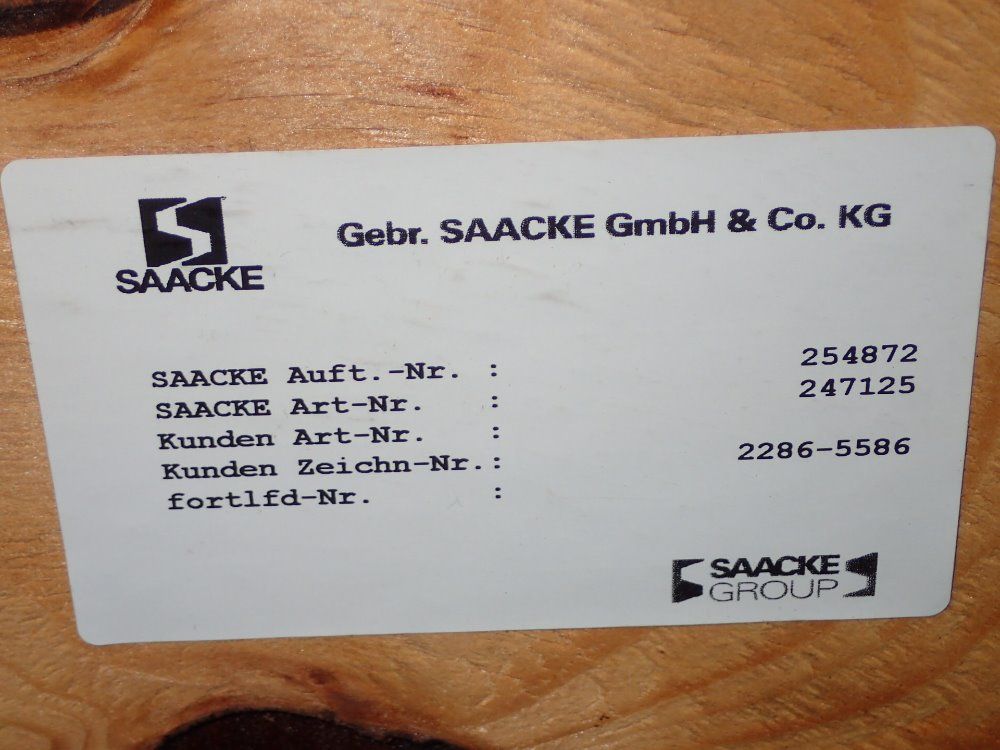 SAACKE
Gebr. SAACKE GmbH & Co. KG
SAACKE Auft.-Nr. : 254872
SAACKE Art-Nr. : 247125
Kunden Art-Nr. :
Kunden Zeichn-Nr.: 2286-5586
fortlfd-Nr. :
SAACKE
GROUP